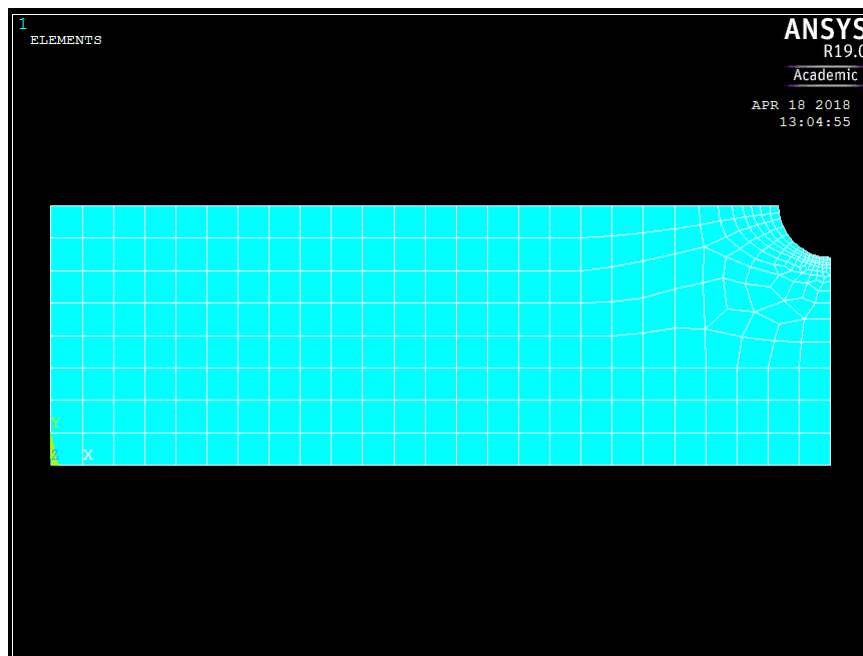 1
ELEMENTS
ANSYS
R19.0
Academic
APR 18 2018
13:04:55
Y
Z X